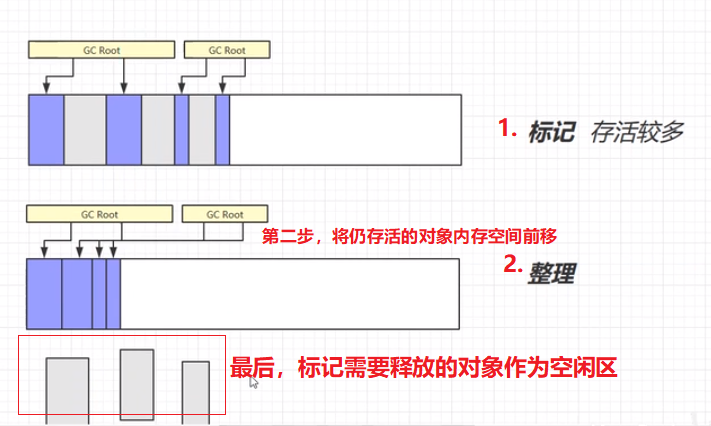 GC Root
GC Root
1. 标记 存活较多
GC Root
GC Root
第二步，将仍存活的对象内存空间前移
2. 整理
最后，标记需要释放的对象作为空闲区